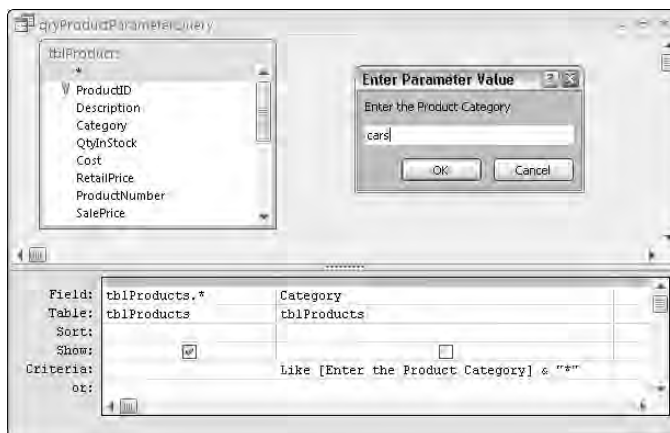 qryProductParameterQuery
tblProducts
*
ProductID
Description
Category
QtyInStock
Cost
RetailPrice
ProductNumber
SalePrice
Enter Parameter Value
Enter the Product Category
cars
OK
Cancel
Field: tblProducts.* Category
Table: tblProducts tblProducts
Sort:
Show:
Criteria: Like [Enter the Product Category] & "*"
or: